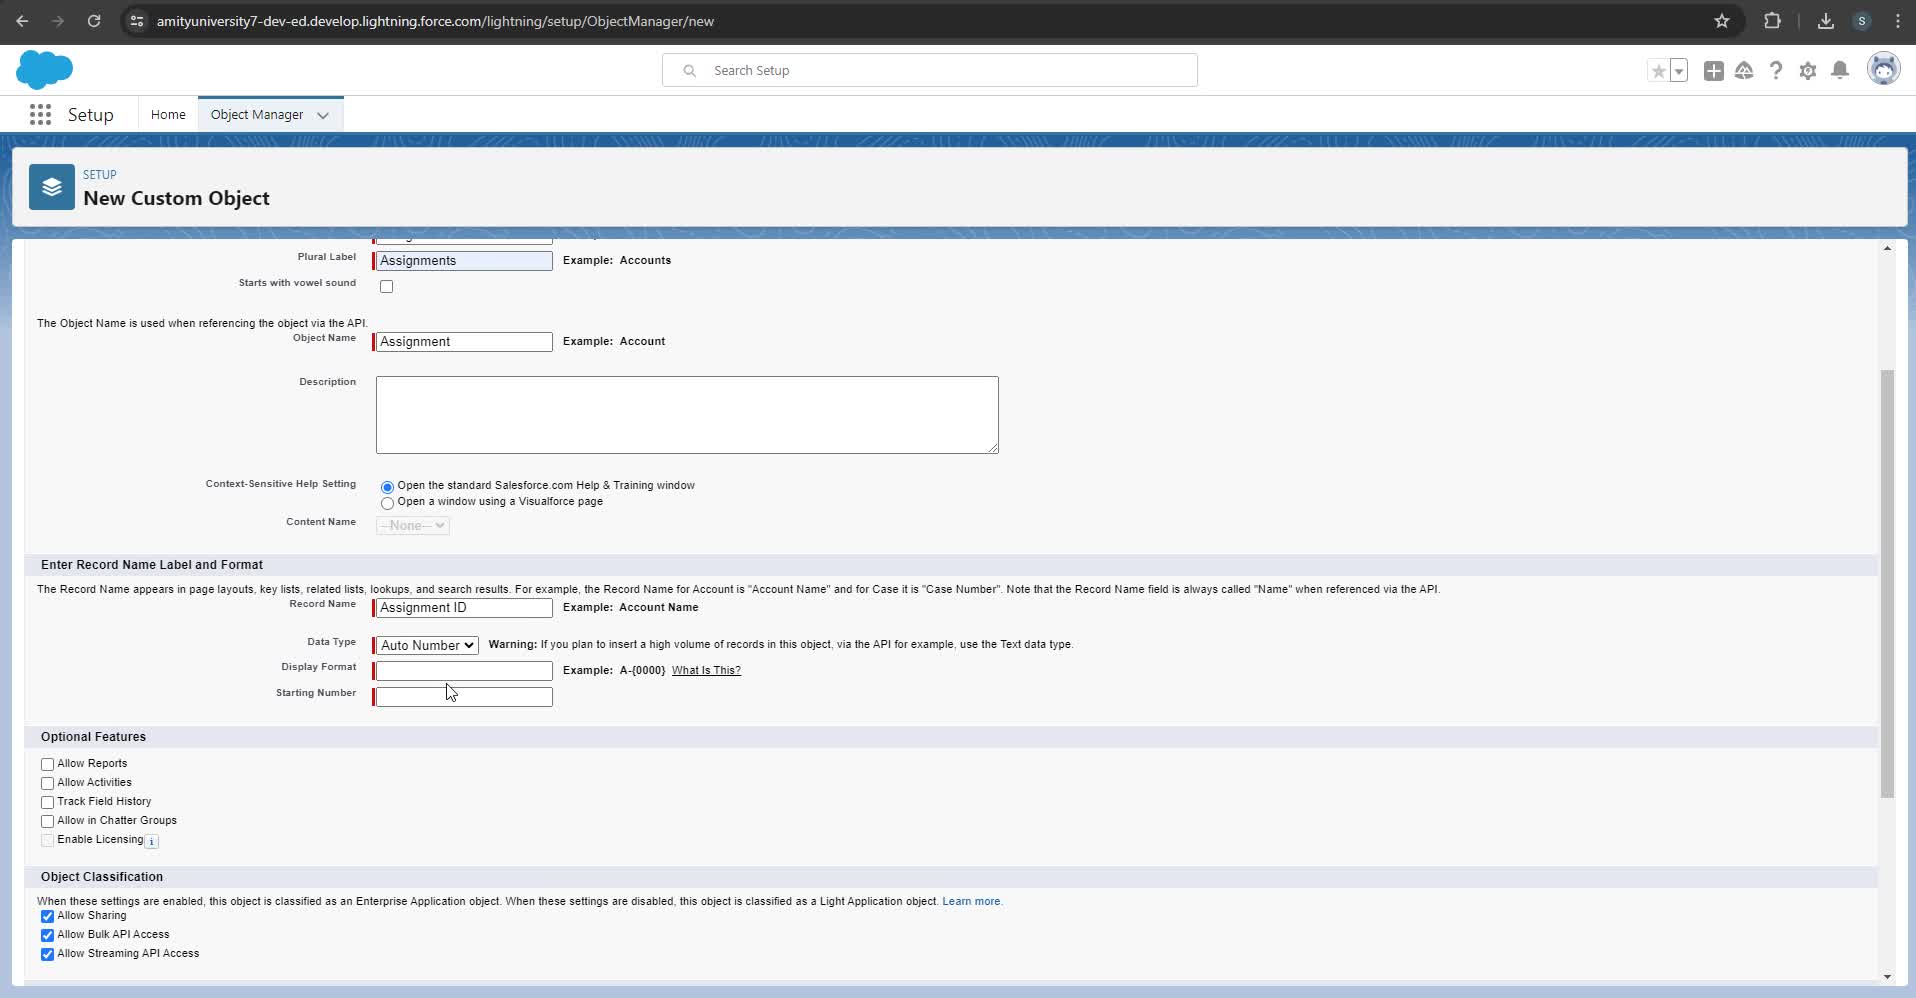 amityuniversity7-dev-ed.develop.lightning.force.com/lightning/setup/ObjectManager/new
S
Search Setup
Setup
Home
Object Manager
SETUP
New Custom Object
Plural Label
Assignments
Example: Accounts
Starts with vowel sound
The Object Name is used when referencing the object via the API.
Object Name
Assignment
Example: Account
Description
Context-Sensitive Help Setting
Open the standard Salesforce.com Help & Training window
Open a window using a Visualforce page
Content Name
--None--
Enter Record Name Label and Format
The Record Name appears in page layouts, key lists, related lists, lookups, and search results. For example, the Record Name for Account is "Account Name" and for Case it is "Case Number". Note that the Record Name field is always called "Name" when referenced via the API.
Record Name
Assignment ID
Example: Account Name
Data Type
Auto Number
Warning: If you plan to insert a high volume of records in this object, via the API for example, use the Text data type.
Display Format
Example: A-{0000} What Is This?
Starting Number
Optional Features
Allow Reports
Allow Activities
Track Field History
Allow in Chatter Groups
Enable Licensing i
Object Classification
When these settings are enabled, this object is classified as an Enterprise Application object. When these settings are disabled, this object is classified as a Light Application object. Learn more.
Allow Sharing
Allow Bulk API Access
Allow Streaming API Access